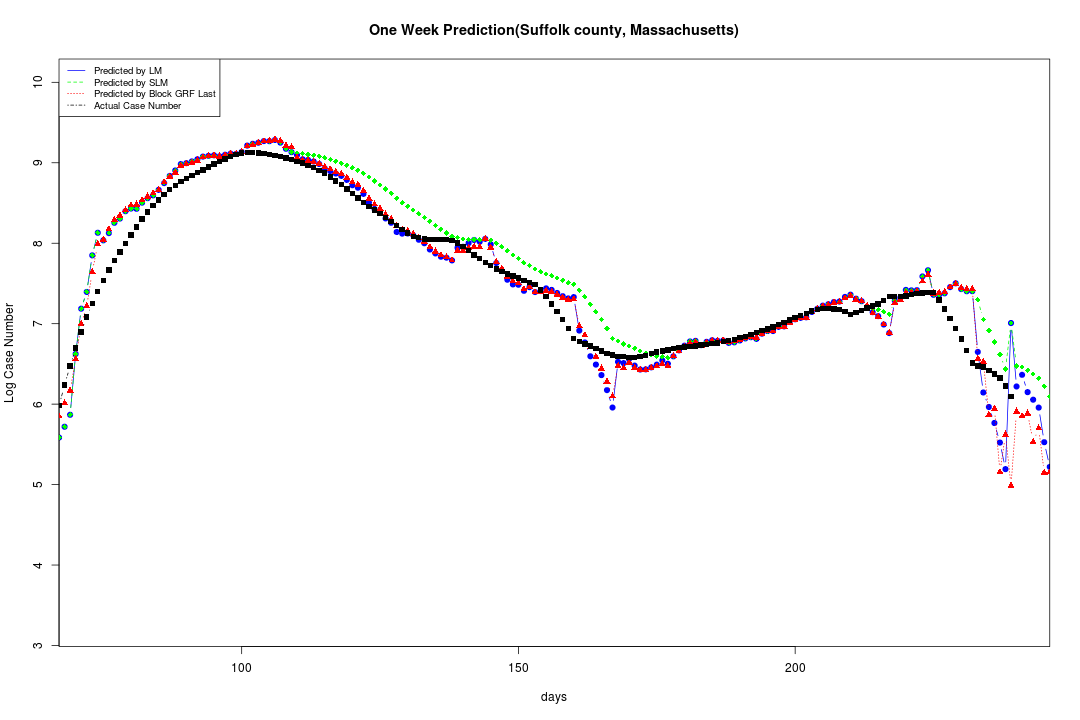 One Week Prediction(Suffolk county, Massachusetts)
Predicted by LM
Predicted by SLM
Predicted by Block GRF Last
Actual Case Number
10
9
8
7
6
5
4
3
Log Case Number
100
150
200
days